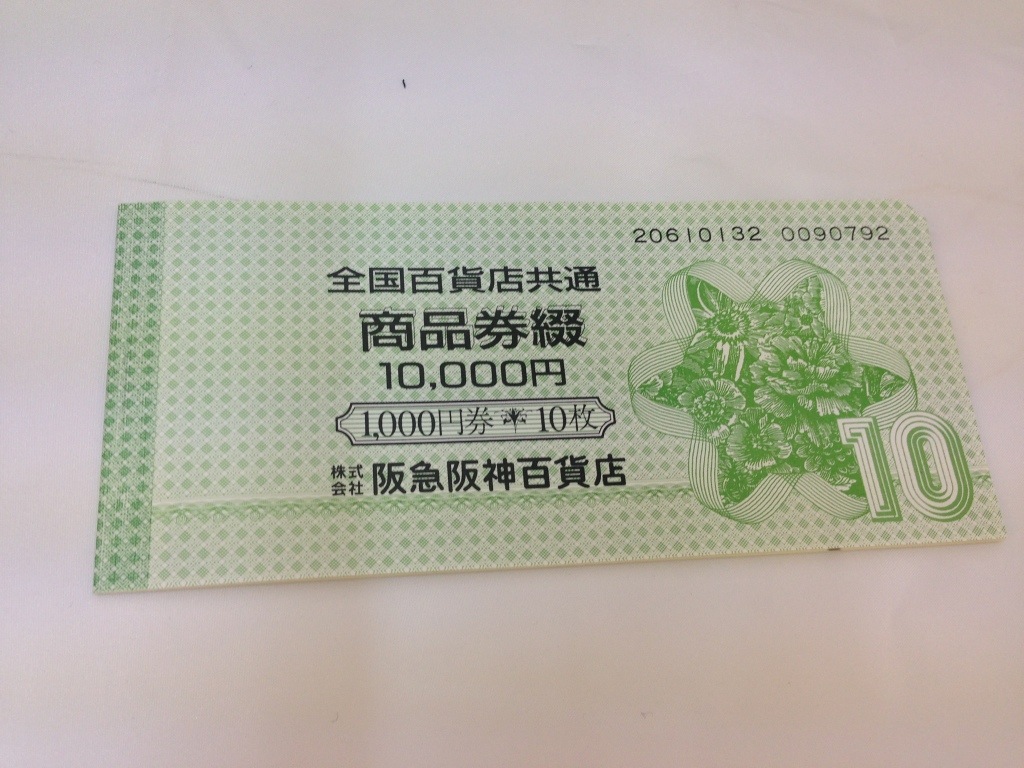 20610132 0090792
全国百貨店共通
商品券綴
10,000円
1,000円券 10枚
株式会社 阪急阪神百貨店
10